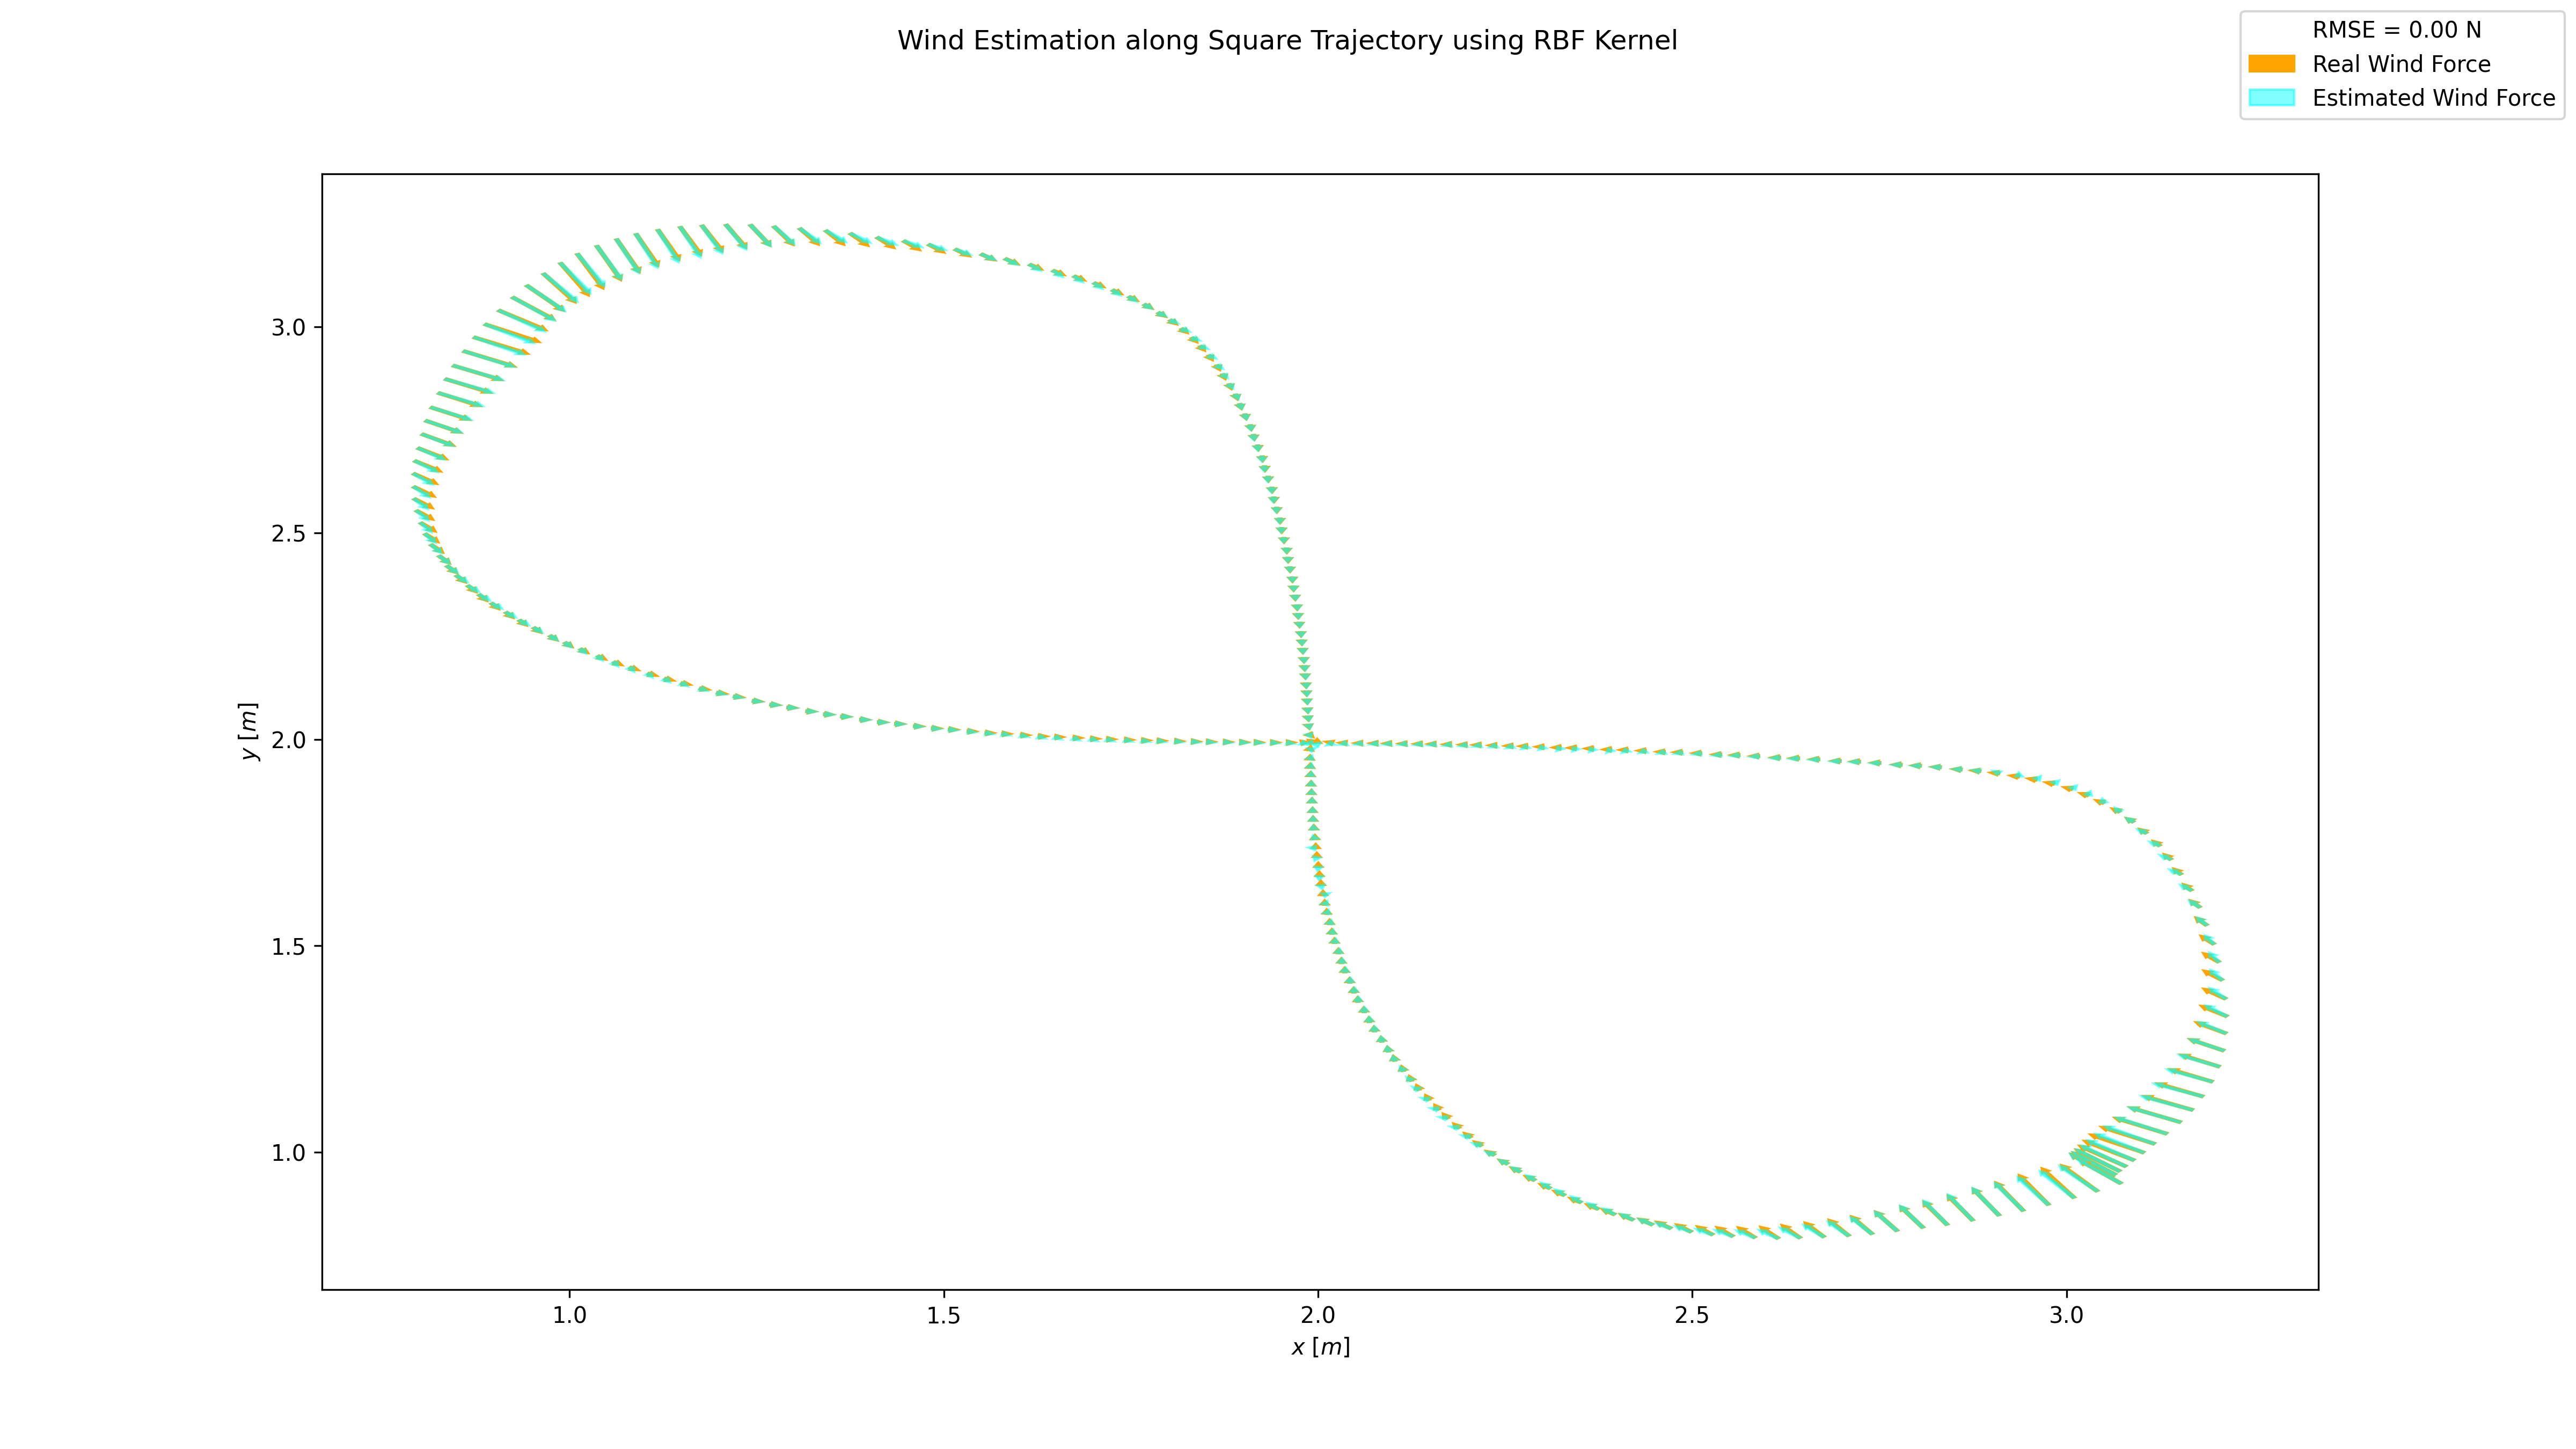 Wind Estimation along Square Trajectory using RBF Kernel
RMSE = 0.00 N
Real Wind Force
Estimated Wind Force
3.0
2.5
2.0
1.5
1.0
y [m]
1.0 1.5 2.0 2.5 3.0
x [m]